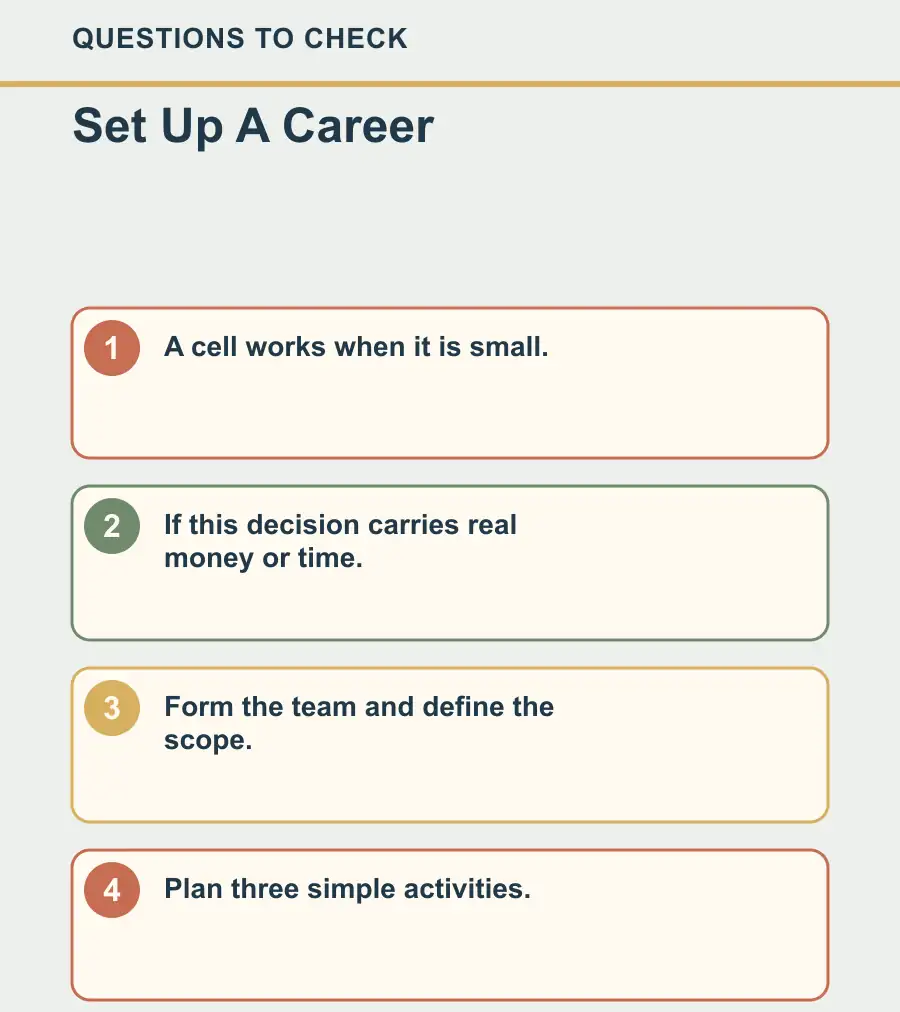 QUESTIONS TO CHECK
Set Up A Career
1
A cell works when it is small.
2
If this decision carries real
money or time.
3
Form the team and define the
scope.
4
Plan three simple activities.